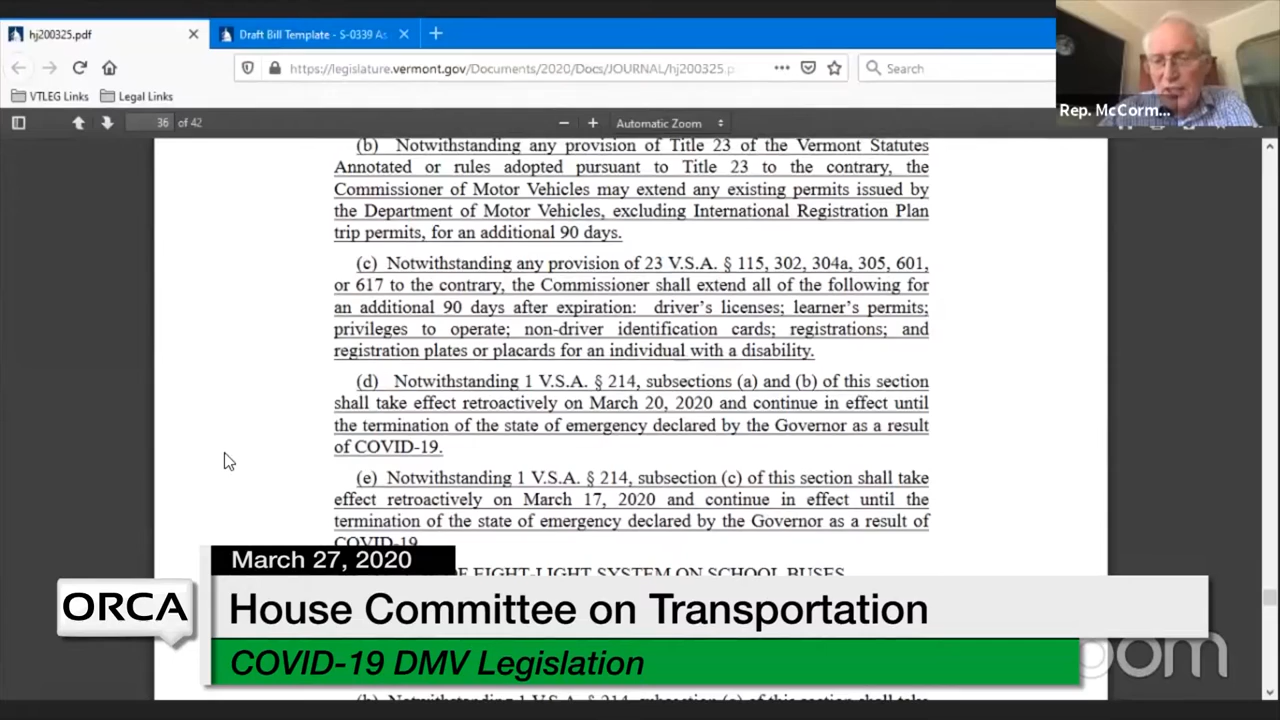 hj200325.pdf
Draft Bill Template - S-0339 As
https://legislature.vermont.gov/Documents/2020/Docs/JOURNAL/hj200325.p
Search
VTLEG Links
Legal Links
Rep. McCorm...
36 of 42
Automatic Zoom
(b) Notwithstanding any provision of Title 23 of the Vermont Statutes
Annotated or rules adopted pursuant to Title 23 to the contrary, the
Commissioner of Motor Vehicles may extend any existing permits issued by
the Department of Motor Vehicles, excluding International Registration Plan
trip permits, for an additional 90 days.
(c) Notwithstanding any provision of 23 V.S.A. § 115, 302, 304a, 305, 601,
or 617 to the contrary, the Commissioner shall extend all of the following for
an additional 90 days after expiration: driver's licenses; learner's permits;
privileges to operate; non-driver identification cards; registrations; and
registration plates or placards for an individual with a disability.
(d) Notwithstanding 1 V.S.A. § 214, subsections (a) and (b) of this section
shall take effect retroactively on March 20, 2020 and continue in effect until
the termination of the state of emergency declared by the Governor as a result
of COVID-19.
(e) Notwithstanding 1 V.S.A. § 214, subsection (c) of this section shall take
effect retroactively on March 17, 2020 and continue in effect until the
termination of the state of emergency declared by the Governor as a result of
COVID-19.
EIGHT-LIGHT SYSTEM ON SCHOOL BUSES
March 27, 2020
ORCA
House Committee on Transportation
COVID-19 DMV Legislation
oom